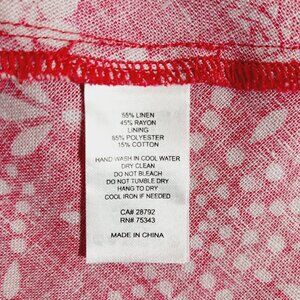 55% LINEN
45% RAYON
LINING
85% POLYESTER
15% COTTON
HAND WASH IN COOL WATER
DRY CLEAN
DO NOT BLEACH
DO NOT TUMBLE DRY
HANG TO DRY
COOL IRON IF NEEDED
CA# 28792
RN# 75343
MADE IN CHINA